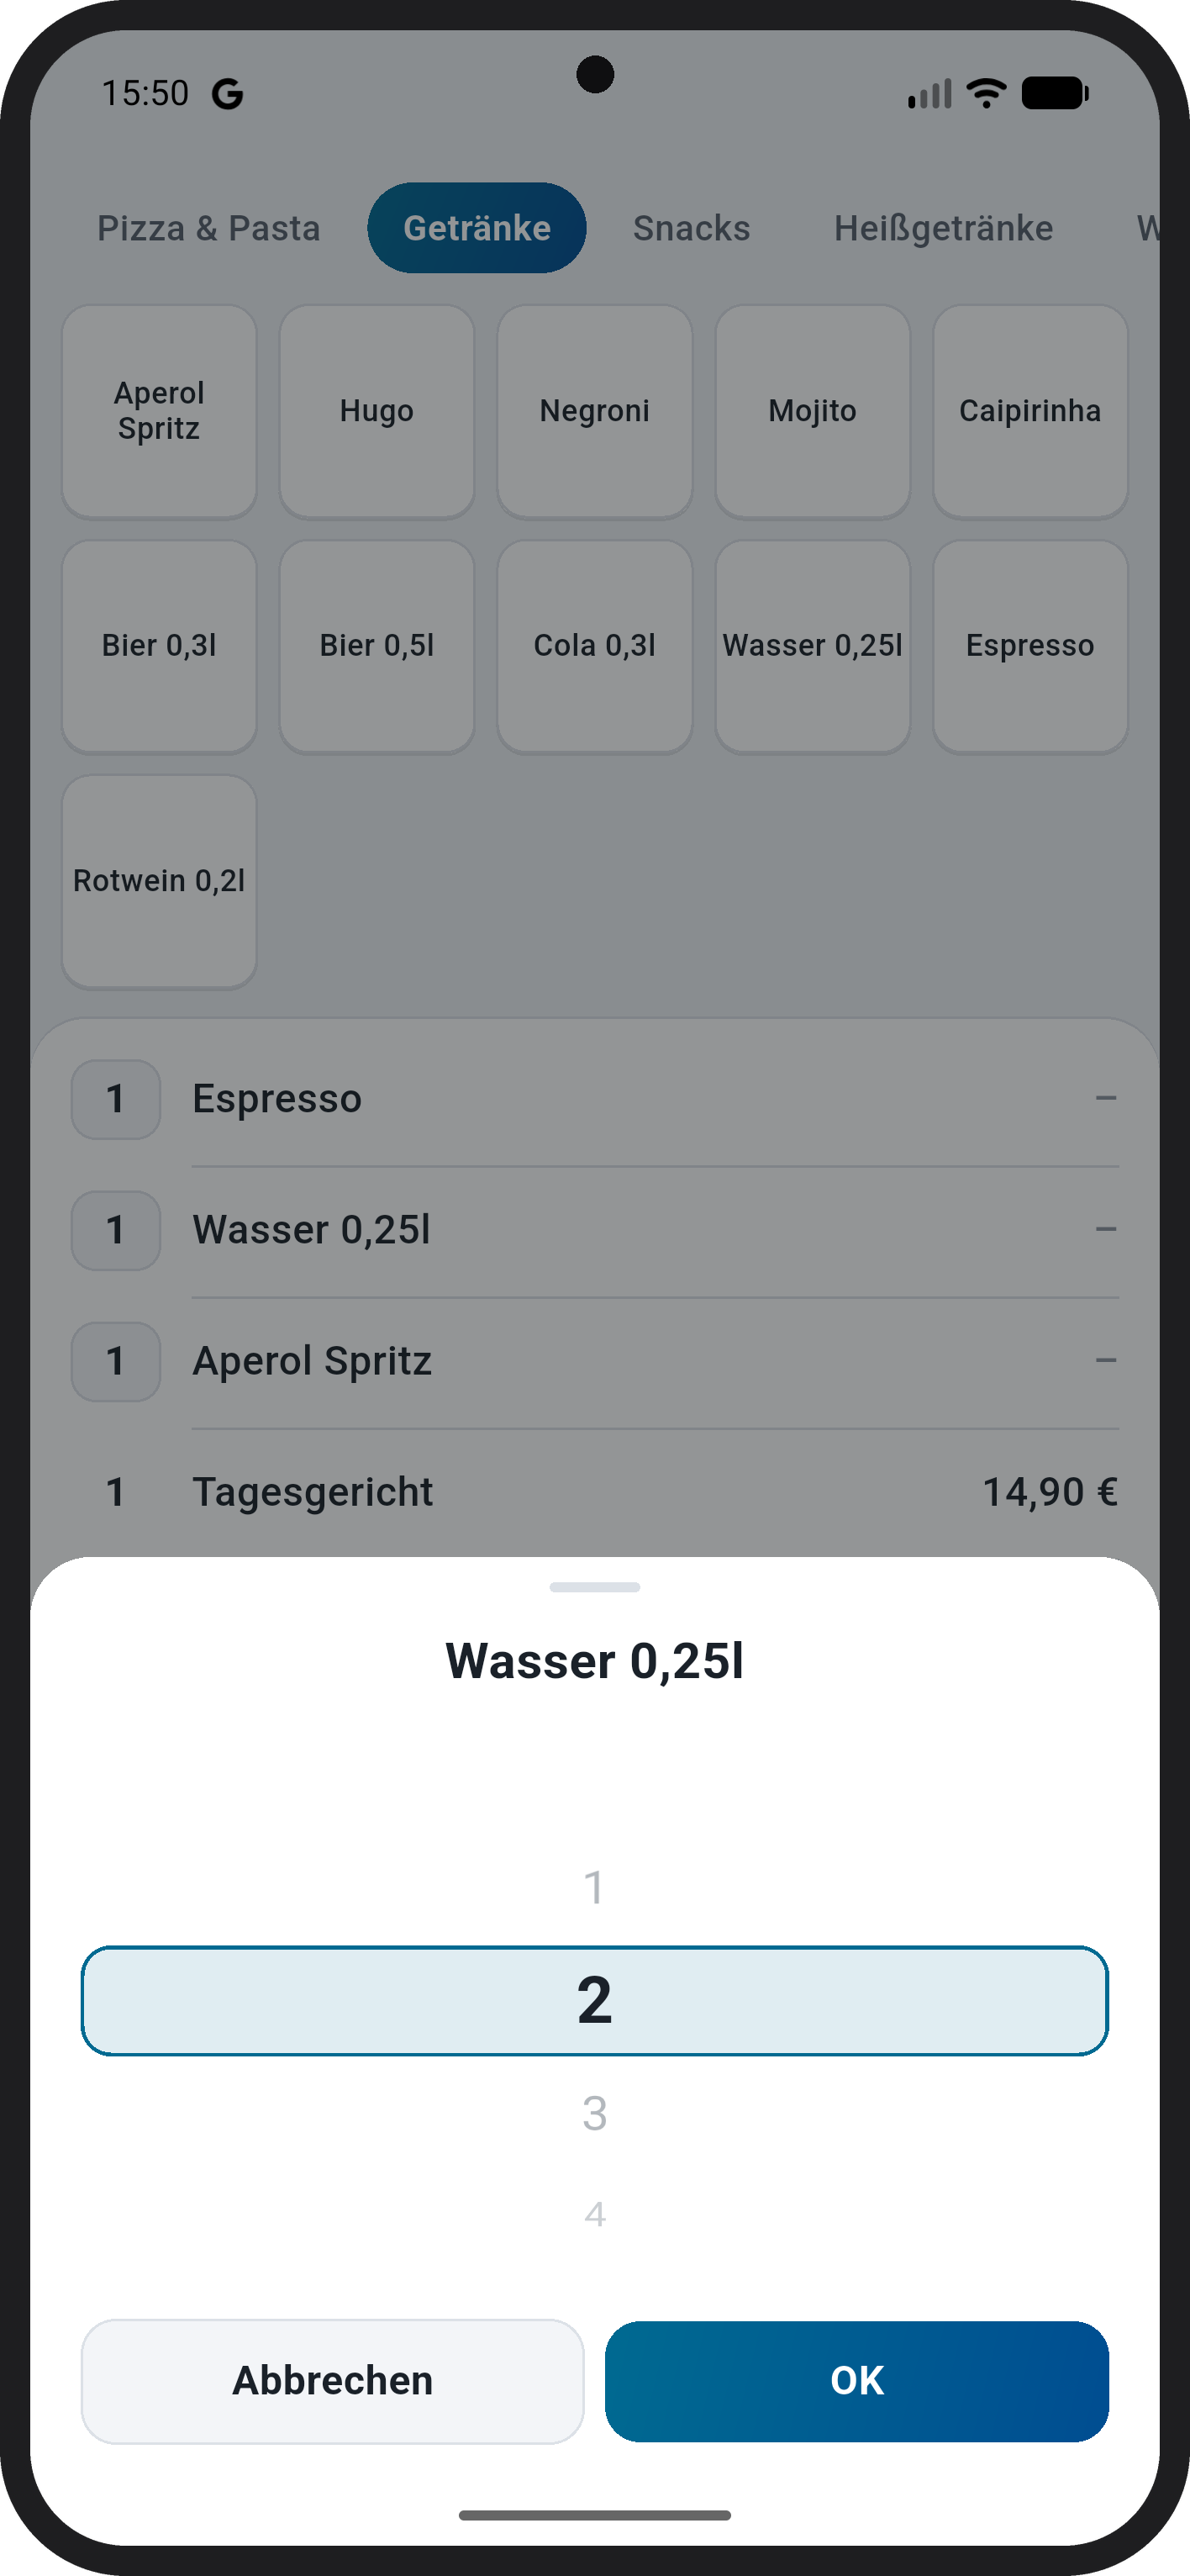 15:50
Pizza & Pasta Getränke Snacks Heißgetränke W
Aperol
Spritz
Hugo
Negroni
Mojito
Caipirinha
Bier 0,3l
Bier 0,5l
Cola 0,3l
Wasser 0,25l
Espresso
Rotwein 0,2l
1 Espresso –
1 Wasser 0,25l –
1 Aperol Spritz –
1 Tagesgericht 14,90 €
Wasser 0,25l
1
2
3
4
Abbrechen OK